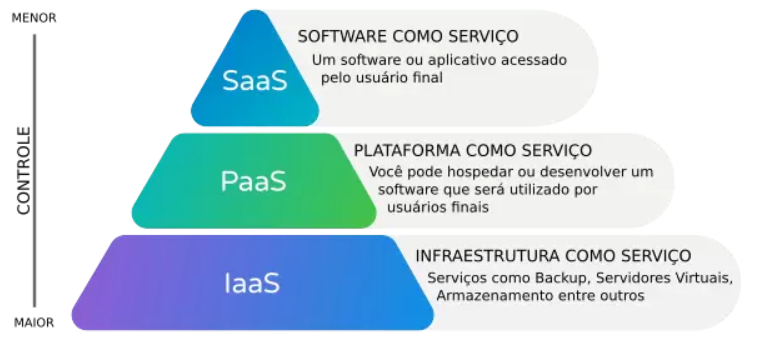 MENOR
CONTROLE
MAIOR
SaaS
SOFTWARE COMO SERVIÇO
Um software ou aplicativo acessado
pelo usuário final
PaaS
PLATAFORMA COMO SERVIÇO
Você pode hospedar ou desenvolver um
software que será utilizado por
usuários finais
IaaS
INFRAESTRUTURA COMO SERVIÇO
Serviços como Backup, Servidores Virtuais,
Armazenamento entre outros